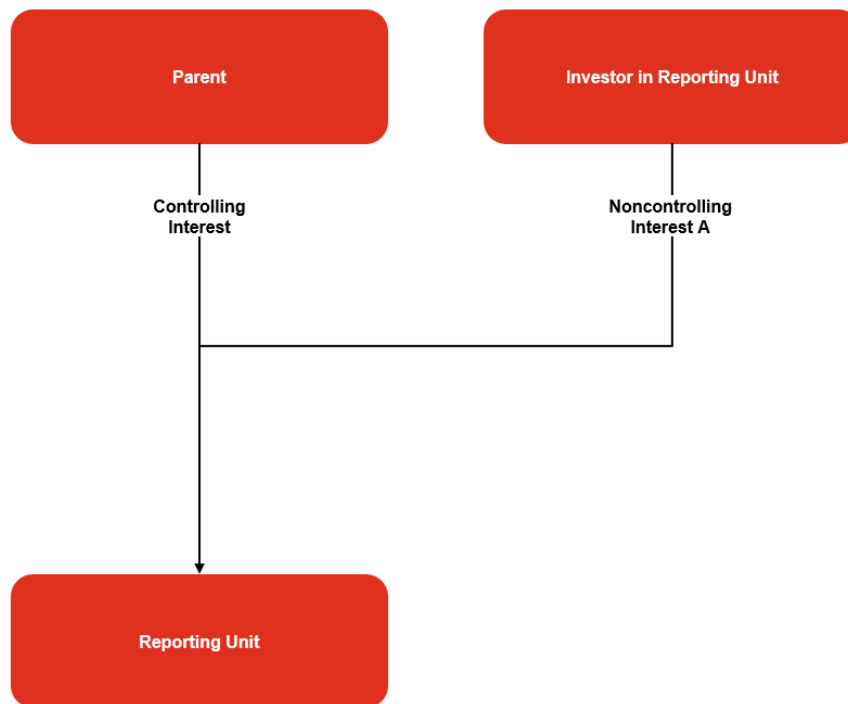 Parent
Investor in Reporting Unit
Controlling
Interest
Noncontrolling
Interest A
Reporting Unit